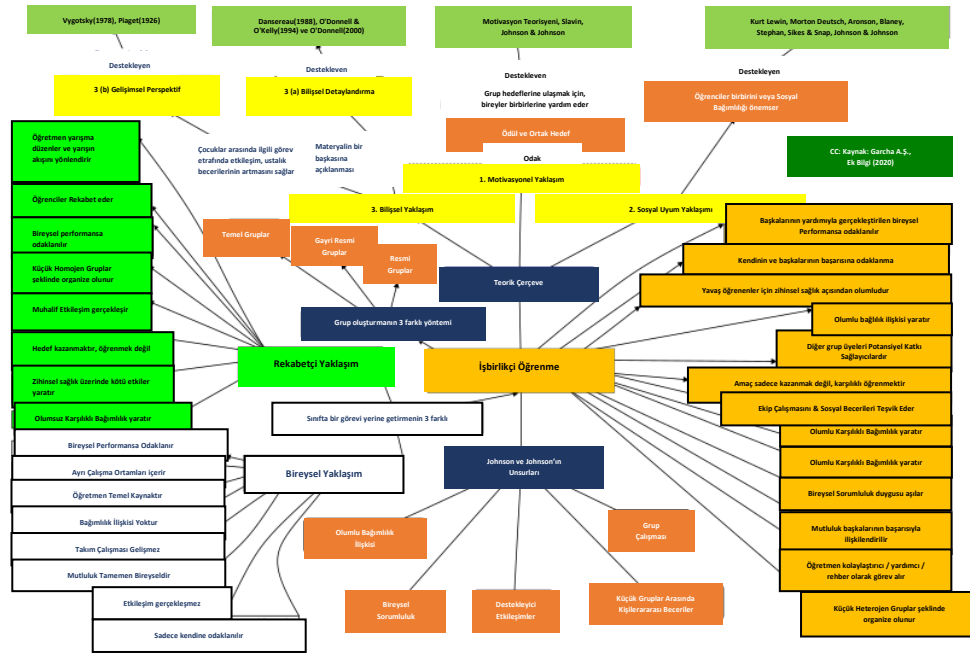 Vygotsky(1978), Piaget(1926)
Dansereau(1988), O'Donnell &
O'Kelly(1994) ve O'Donnell(2000)
Motivasyon Teorisyeni, Slavin,
Johnson & Johnson
Kurt Lewin, Morton Deutsch, Aronson, Blaney,
Stephan, Sikes & Snap, Johnson & Johnson
Destekleyen
3 (b) Gelişimsel Perspektif
Destekleyen
3 (a) Bilişsel Detaylandırma
Destekleven
Grup hedeflerine ulaşmak için,
bireyler birbirlerine yardım eder
Destekleyen
Öğrenciler birbirini veya Sosyal
Bağımlılığı önemser
Ödül ve Ortak Hedef
Odak
1. Motivasyonel Yaklaşım
CC: Kaynak: Garcha A.Ş.,
Ek Bilgi (2020)
Çocuklar arasında ilgili görev
etrafında etkileşim, ustalık
becerilerinin artmasını sağlar
Materyalin bir
başkasına
açıklanması
3. Bilişsel Yaklaşım
2. Sosyal Uyum Yaklaşımı
Öğretmen yarışma
düzenler ve yarışın
akışını yönlendirir
Öğrenciler Rekabet eder
Bireysel performansa
odaklanılır
Küçük Homojen Gruplar
şeklinde organize olunur
Muhalif Etkileşim gerçekleşir
Hedef kazanmaktır, öğrenmek değil
Zihinsel sağlık üzerinde kötü etkiler
yaratır
Olumsuz Karşılıklı Bağımlılık yaratır
Temel Gruplar
Gayri Resmi
Gruplar
Resmi
Gruplar
Teorik Çerçeve
Grup oluşturmanın 3 farklı yöntemi
Rekabetçi Yaklaşım
İşbirlikçi Öğrenme
Sınıfta bir görevi yerine getirmenin 3 farklı
Başkalarının yardımıyla gerçekleştirilen bireysel
Performansa odaklanılır
Kendinin ve başkalarının başarısına odaklanma
Yavaş öğrenenler için zihinsel sağlık açısından olumludur
Olumlu bağlılık ilişkisi yaratır
Diğer grup üyeleri Potansiyel Katkı
Sağlayıcılardır
Amaç sadece kazanmak değil, karşılıklı öğrenmektir
Ekip Çalışmasını & Sosyal Becerileri Teşvik Eder
Olumlu Karşılıklı Bağımlılık yaratır
Olumlu Karşılıklı Bağımlılık yaratır
Bireysel Sorumluluk duygusu aşılar
Mutluluk başkalarının başarısıyla
ilişkilendirilir
Öğretmen kolaylaştırıcı / yardımcı /
rehber olarak görev alır
Küçük Heterojen Gruplar şeklinde
organize olunur
Bireysel Performansa Odaklanır
Ayrı Çalışma Ortamları içerir
Öğretmen Temel Kaynaktır
Bağımlılık İlişkisi Yoktur
Takım Çalışması Gelişmez
Mutluluk Tamemen Bireyseldir
Etkileşim gerçekleşmez
Sadece kendine odaklanılır
Bireysel Yaklaşım
Johnson ve Johnson'ın
Unsurları
Olumlu Bağımlılık
İlişkisi
Grup
Çalışması
Bireysel
Sorumluluk
Destekleyici
Etkileşimler
Küçük Gruplar Arasında
Kişilerararası Beceriler